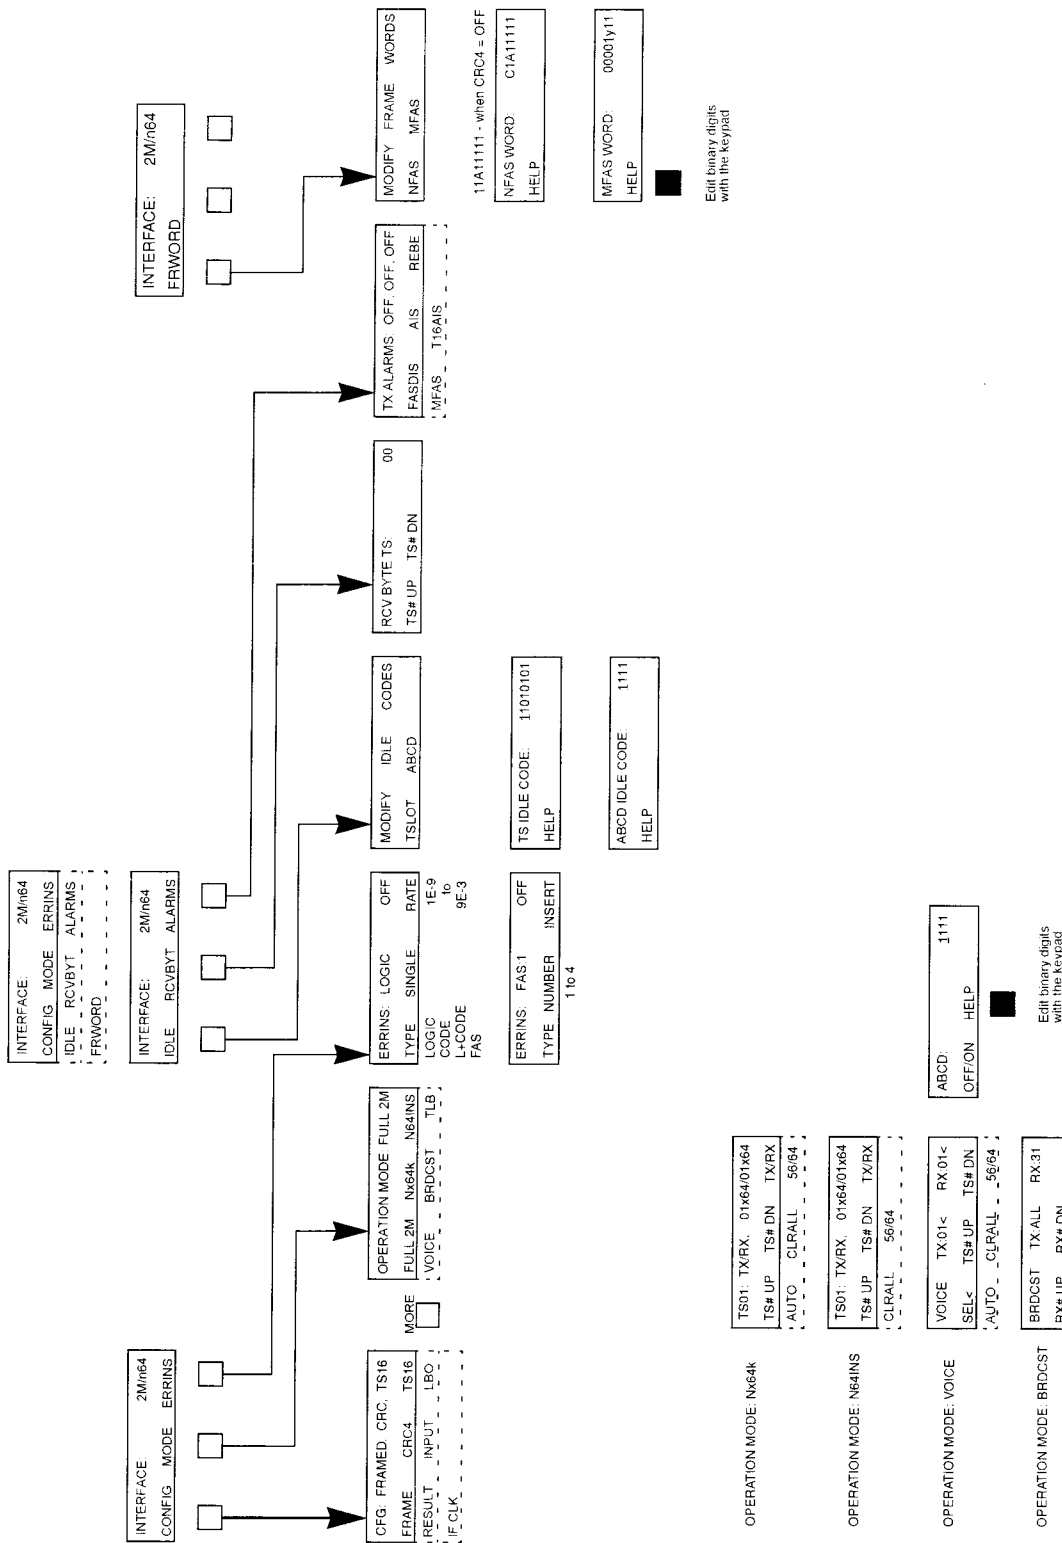 INTERFACE: 2M/n64
CONFIG MODE ERRINS
IDLE RCVBYT ALARMS
FRWORD
INTERFACE 2M/n64
CONFIG MODE ERRINS
INTERFACE: 2M/n64
IDLE RCVBYT ALARMS
INTERFACE: 2M/n64
FRWORD
CFG: FRAMED, CRC, TS16
FRAME CRC4 TS16
RESULT INPUT LBO
IF CLK
MORE
OPERATION MODE FULL 2M
FULL 2M Nx64k N64INS
VOICE BRDCST TLB
ERRINS: LOGIC OFF
TYPE SINGLE RATE
LOGIC
CODE
L+CODE
FAS
1E-9
to
9E-3
ERRINS: FAS:1 OFF
TYPE NUMBER INSERT
1 to 4
MODIFY IDLE CODES
TSLOT ABCD
TS IDLE CODE: 11010101
HELP
ABCD IDLE CODE: 1111
HELP
RCV BYTE TS: 00
TS# UP TS# DN
TX ALARMS: OFF, OFF, OFF
FASDIS AIS REBE
MFAS T16AIS
MODIFY FRAME WORDS
NFAS MFAS
11A11111 - when CRC4 = OFF
NFAS WORD: C1A11111
HELP
MFAS WORD: 00001y11
HELP
Edit binary digits
with the keypad
OPERATION MODE: Nx64k
TS01: TX/RX, 01x64/01x64
TS# UP TS# DN TX/RX
AUTO CLRALL 56/64
OPERATION MODE: N64INS
TS01: TX/RX, 01x64/01x64
TS# UP TS# DN TX/RX
CLRALL 56/64
OPERATION MODE: VOICE
VOICE TX:01< RX:01<
SEL< TS# UP TS# DN
AUTO CLRALL 56/64
ABCD: 1111
OFF/ON HELP
Edit binary digits
with the keypad
OPERATION MODE: BRDCST
BRDCST TX:ALL RX:31
RX# UP RX# DN